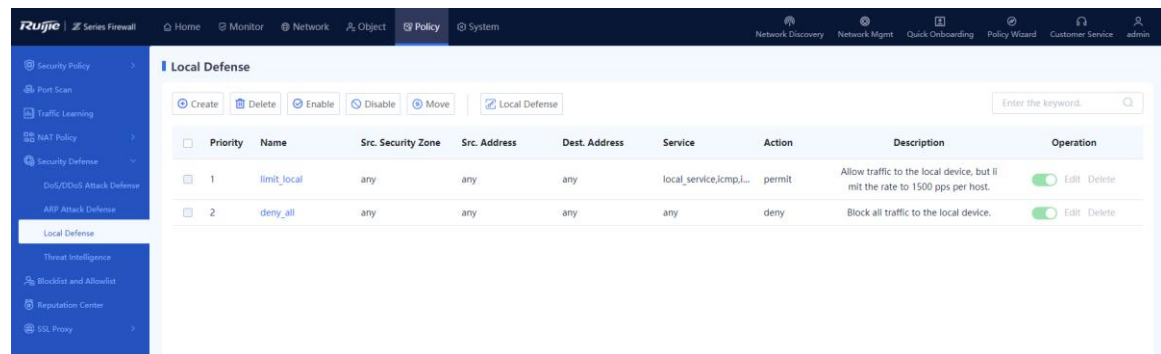 Ruijie | Z Series Firewall
Home Monitor Network Object Policy System
Network Discovery Network Mgmt Quick Onboarding Policy Wizard Customer Service admin
Security Policy
Port Scan
Traffic Learning
NAT Policy
Security Defense
DoS/DDoS Attack Defense
ARP Attack Defense
Local Defense
Threat Intelligence
Blocklist and Allowlist
Reputation Center
SSL Proxy
Local Defense
Create Delete Enable Disable Move Local Defense Enter the keyword.
Priority Name Src. Security Zone Src. Address Dest. Address Service Action Description Operation
1 limit_local any any any local_service,icmp,i... permit Allow traffic to the local device, but li
mit the rate to 1500 pps per host. Edit Delete
2 deny_all any any any any deny Block all traffic to the local device. Edit Delete